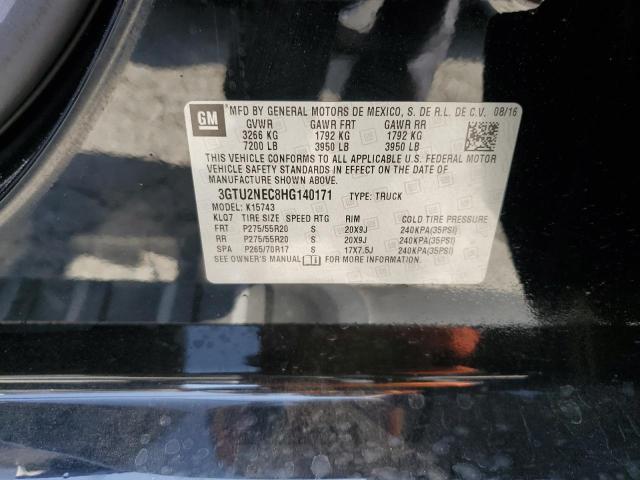 GM
MFD BY GENERAL MOTORS DE MEXICO, S. DE R.L. DE C.V. 08/16
GVWR GAWR FRT GAWR RR
3266 KG 1792 KG 1792 KG
7200 LB 3950 LB 3950 LB
THIS VEHICLE CONFORMS TO ALL APPLICABLE U.S. FEDERAL MOTOR
VEHICLE SAFETY STANDARDS IN EFFECT ON THE DATE OF
MANUFACTURE SHOWN ABOVE.
3GTU2NEC8HG140171 TYPE: TRUCK
MODEL: K15743
KLQ7 TIRE SIZE SPEED RTG RIM COLD TIRE PRESSURE
FRT P275/55R20 S 20X9J 240KPA(35PSI)
RR P275/55R20 S 20X9J 240KPA(35PSI)
SPA P265/70R17 S 17X7.5J 240KPA(35PSI)
SEE OWNER'S MANUAL FOR MORE INFORMATION